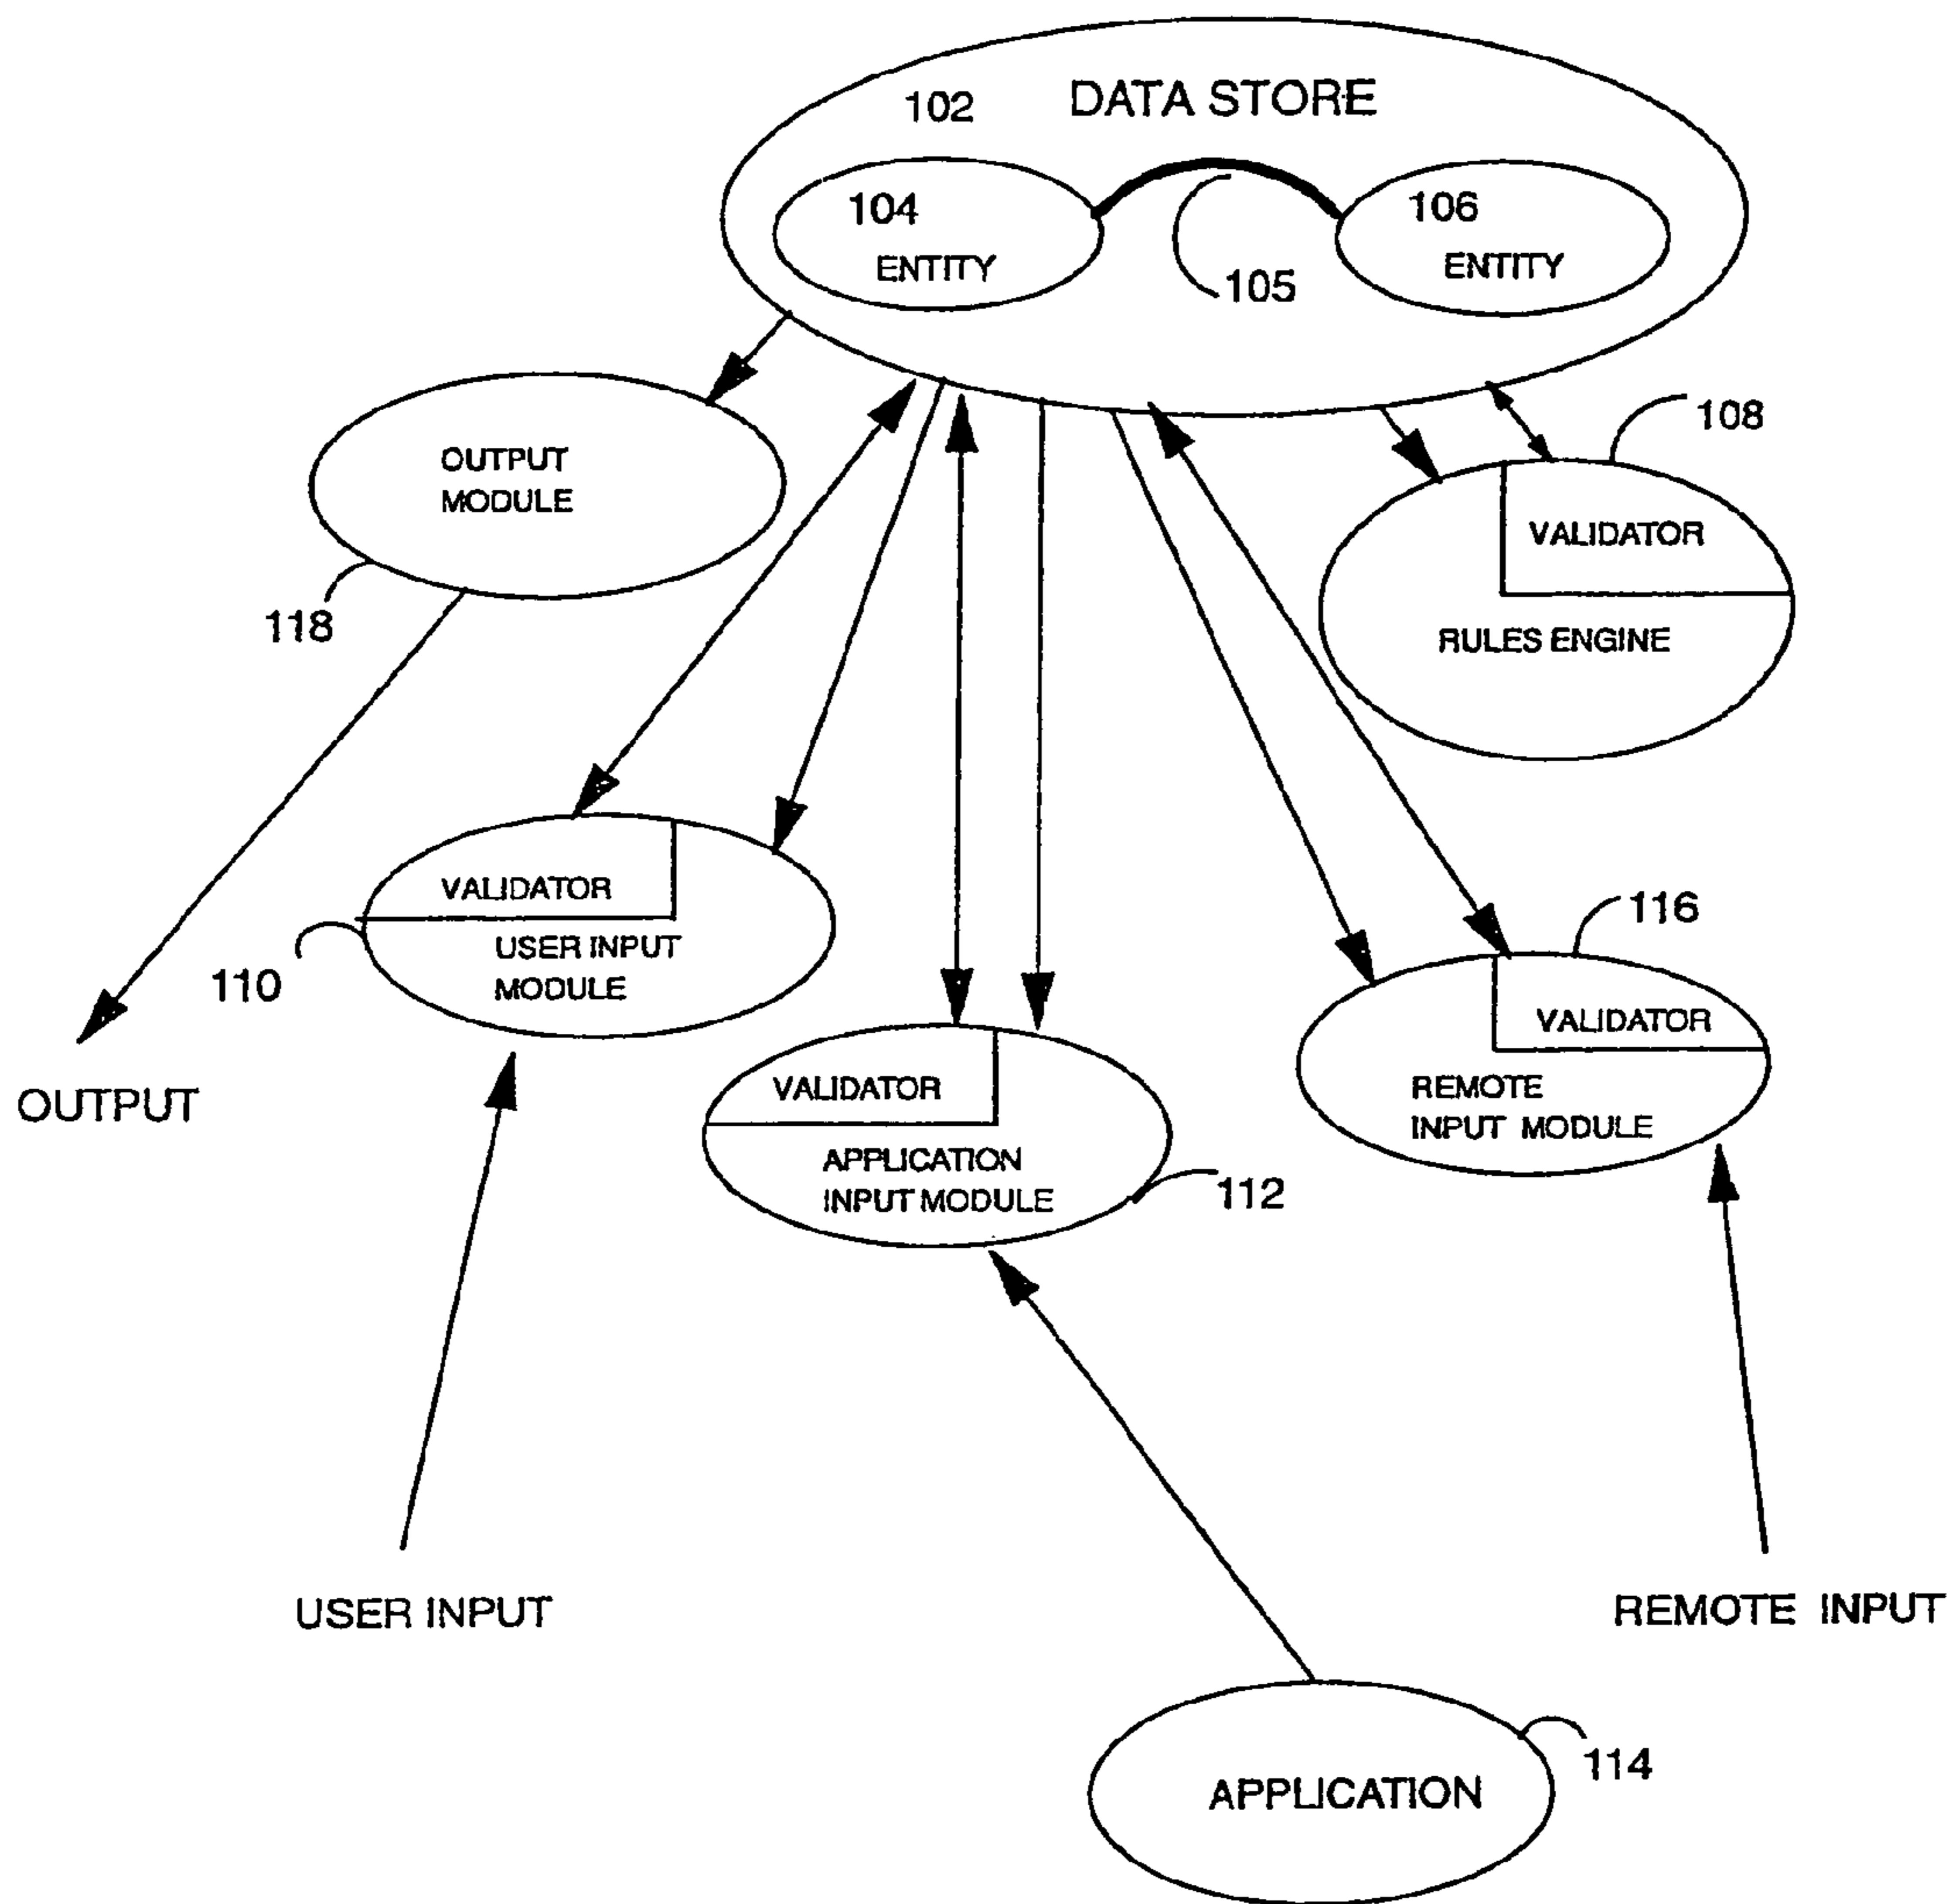 102 DATA STORE
104
ENTITY
105
106
ENTITY
108
OUTPUT
MODULE
118
VALIDATOR
RULES ENGINE
VALIDATOR
USER INPUT
MODULE
110
116
VALIDATOR
REMOTE
INPUT MODULE
OUTPUT
VALIDATOR
APPLICATION
INPUT MODULE
112
USER INPUT
REMOTE INPUT
APPLICATION
114